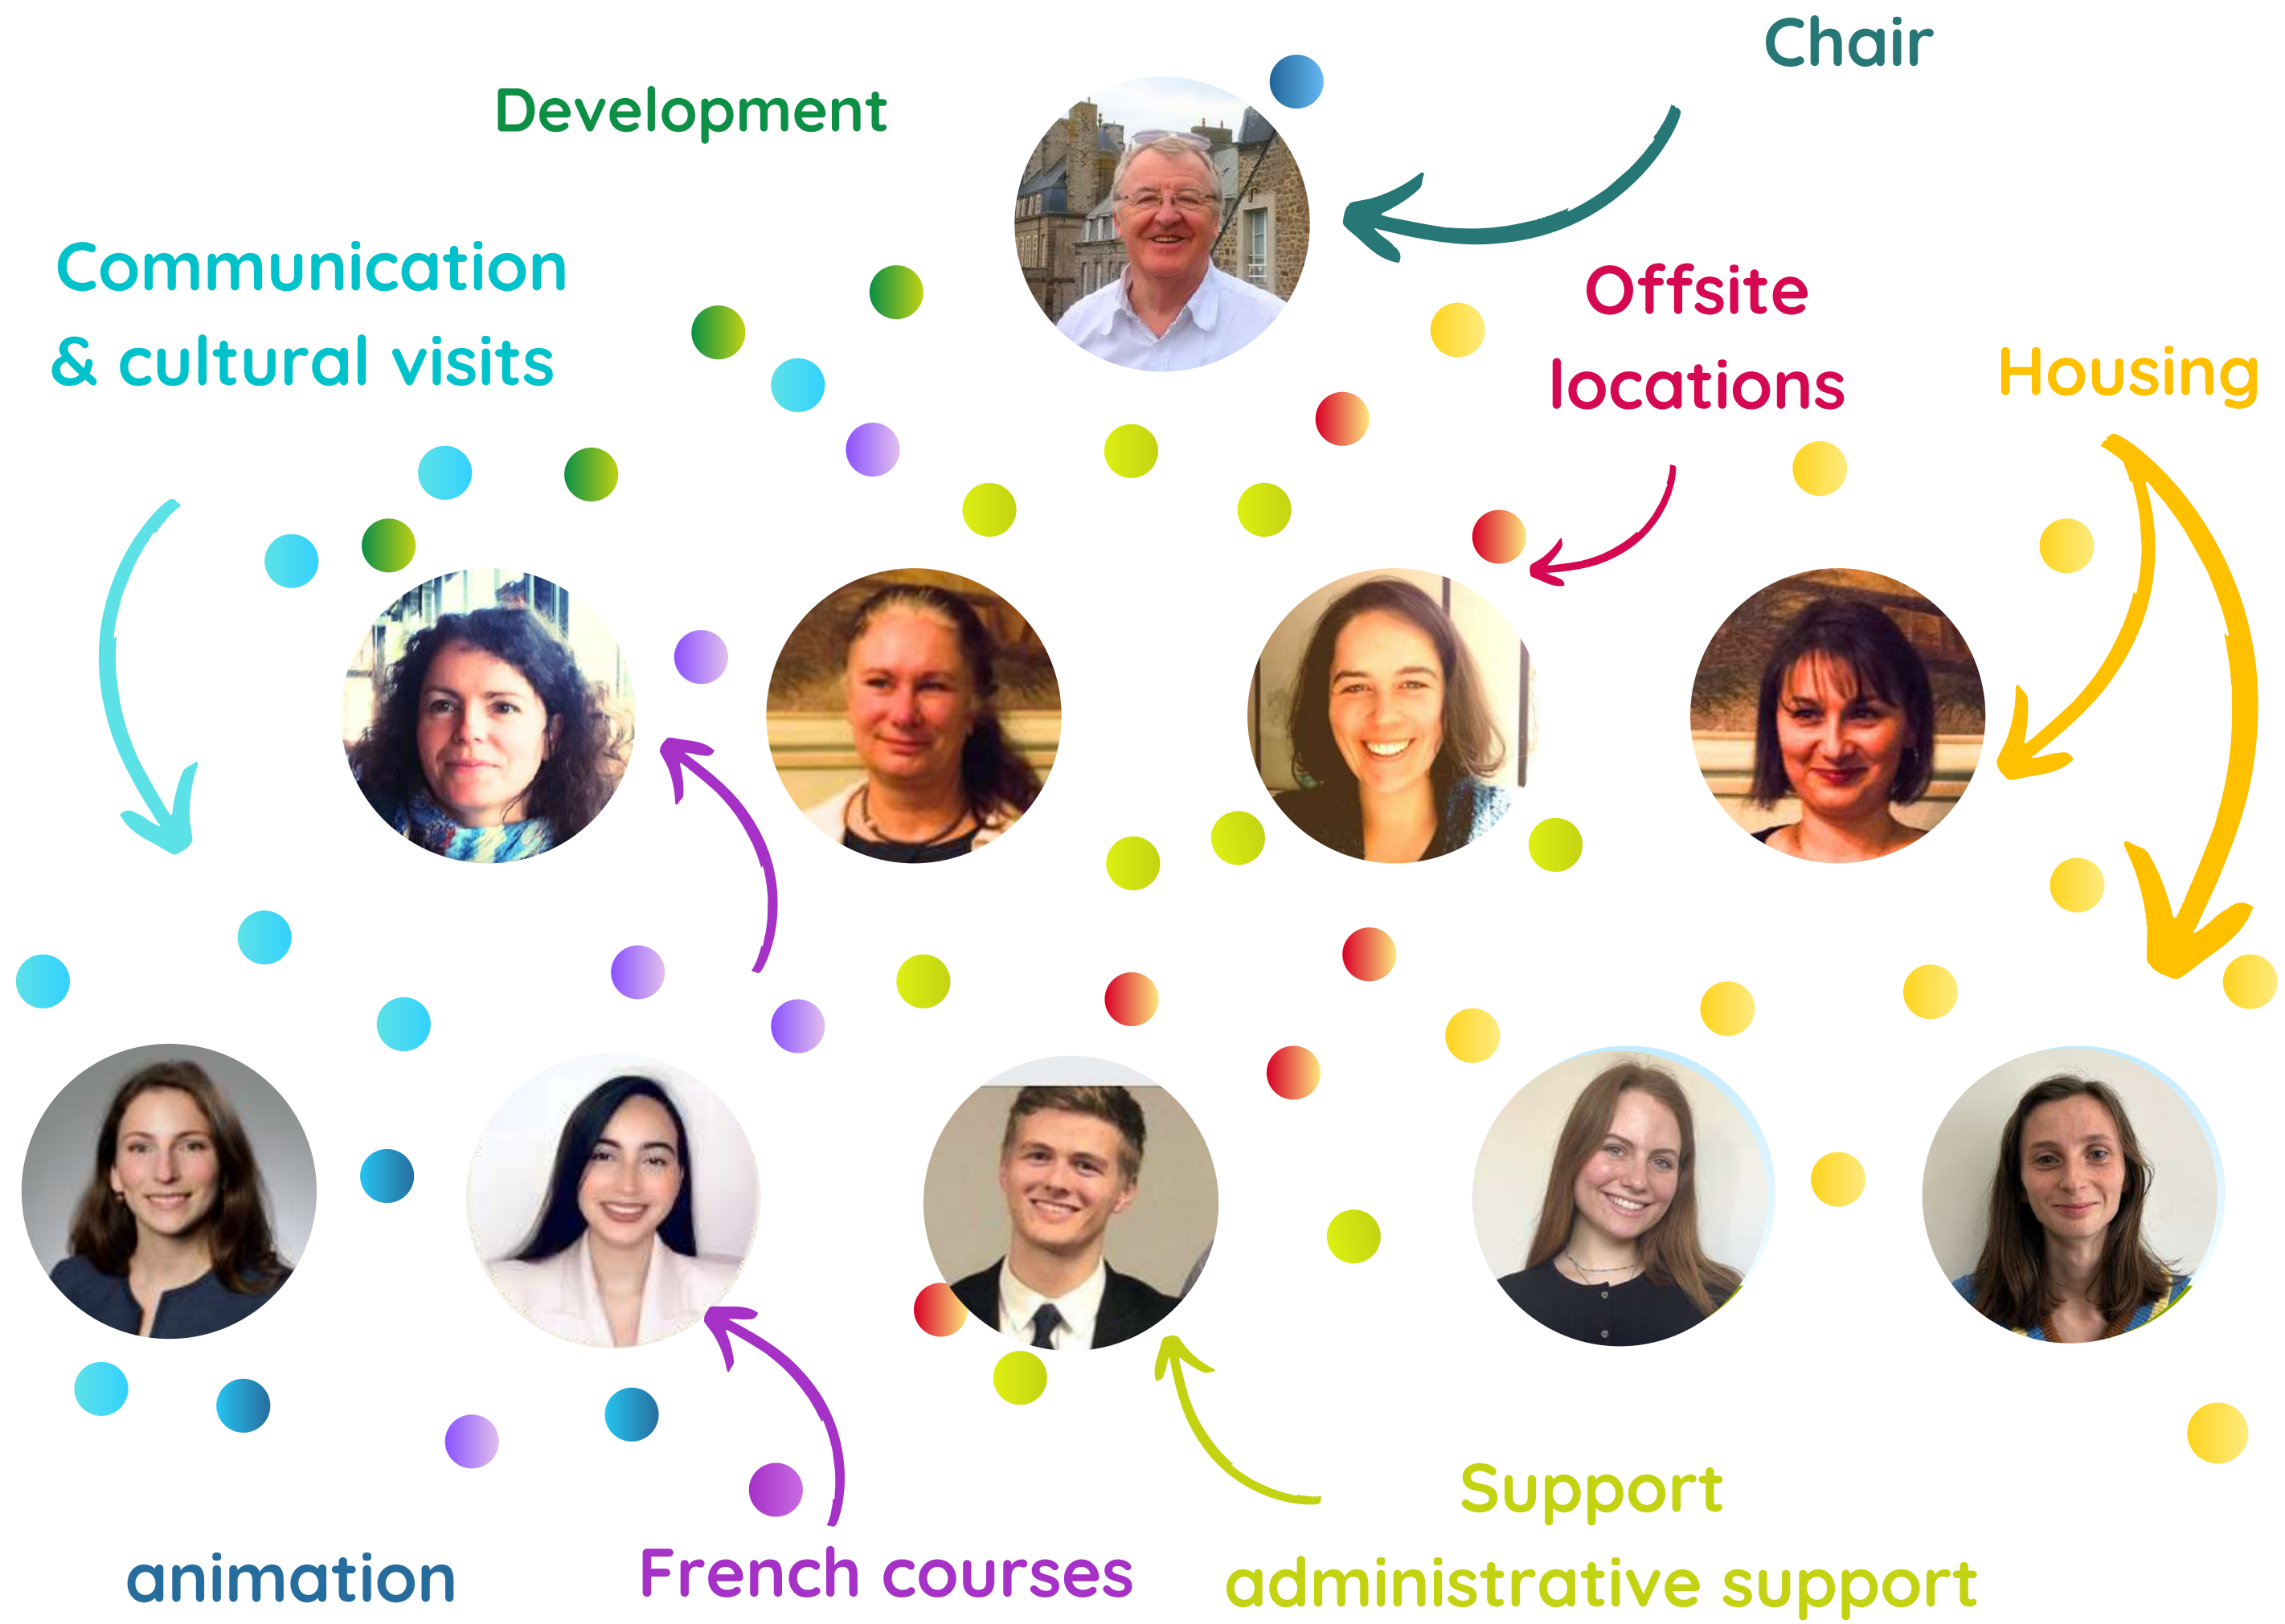 Chair
Development
Communication
& cultural visits
Offsite
locations
Housing
Support
administrative support
French courses
animation